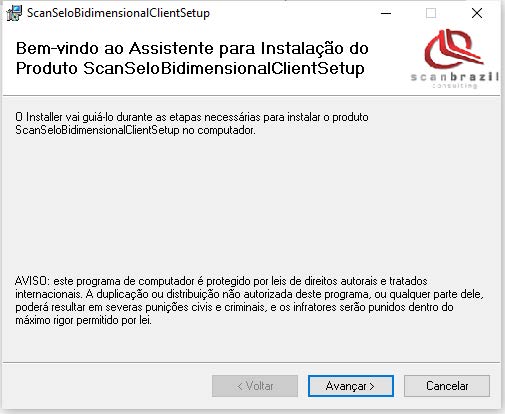 ScanSeloBidimensionalClientSetup
Bem-vindo ao Assistente para Instalação do
Produto ScanSeloBidimensionalClientSetup
scanbrazil
consulting
O Installer vai guiá-lo durante as etapas necessárias para instalar o produto
ScanSeloBidimensionalClientSetup no computador.
AVISO: este programa de computador é protegido por leis de direitos autorais e tratados
internacionais. A duplicação ou distribuição não autorizada deste programa, ou qualquer parte dele,
poderá resultar em severas punições civis e criminais, e os infratores serão punidos dentro do
máximo rigor permitido por lei.
< Voltar
Avançar >
Cancelar